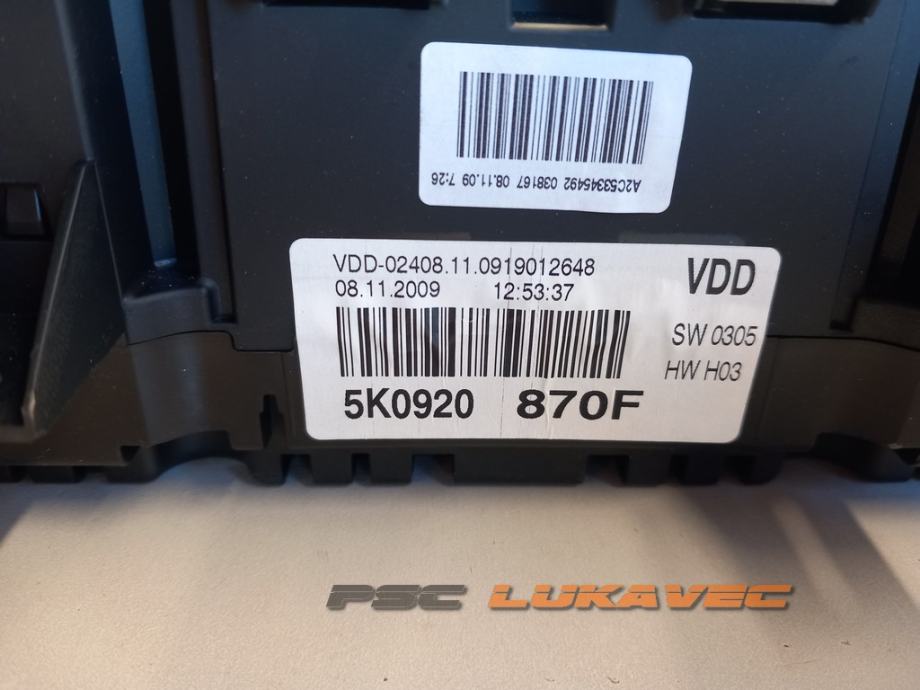 A2C53345492 038167 08.11.09 7:26
VDD-02408.11.0919012648
08.11.2009 12:53:37
VDD
SW 0305
HW H03
5K0920 870F
PSC LUKAVEC